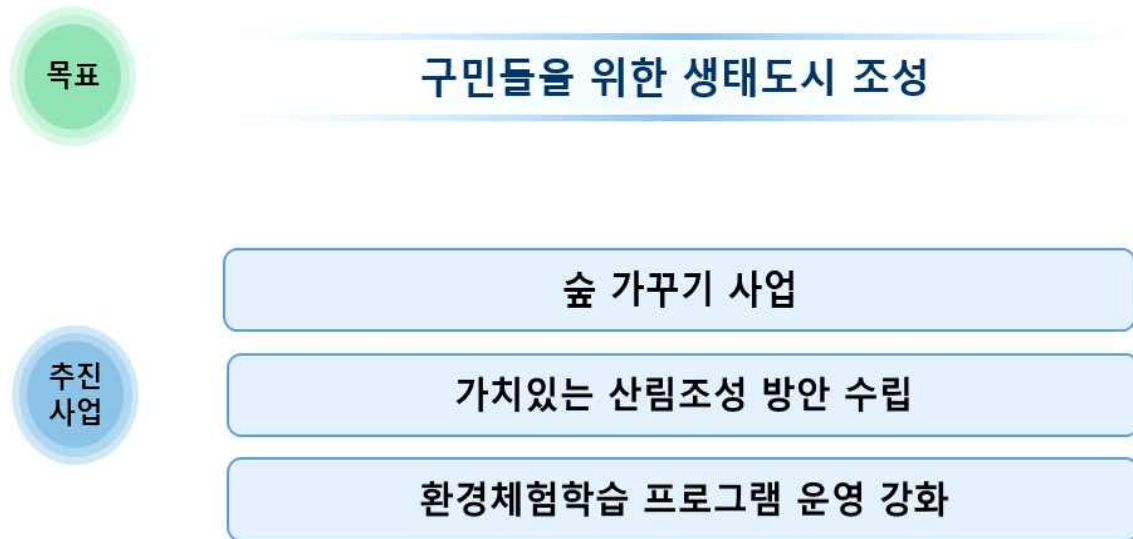 목표
구민들을 위한 생태도시 조성
숲 가꾸기 사업
추진
사업
가치있는 산림조성 방안 수립
환경체험학습 프로그램 운영 강화